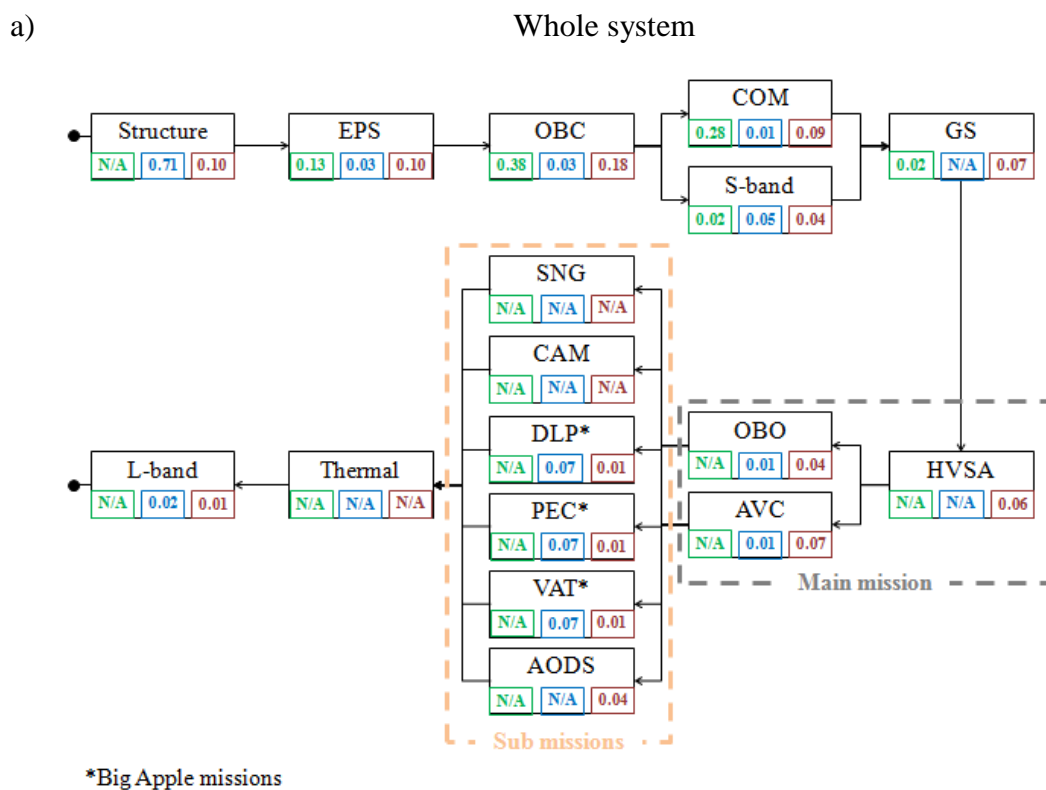 a) Whole system
Structure
N/A 0.71 0.10
EPS
0.13 0.03 0.10
OBC
0.38 0.03 0.18
COM
0.28 0.01 0.09
S-band
0.02 0.05 0.04
GS
0.02 N/A 0.07
SNG
N/A N/A N/A
CAM
N/A N/A N/A
DLP*
N/A 0.07 0.01
PEC*
N/A 0.07 0.01
VAT*
N/A 0.07 0.01
AODS
N/A N/A 0.04
Sub missions
OBO
N/A 0.01 0.04
AVC
N/A 0.01 0.07
HVSA
N/A N/A 0.06
Main mission
L-band
N/A 0.02 0.01
Thermal
N/A N/A N/A
*Big Apple missions